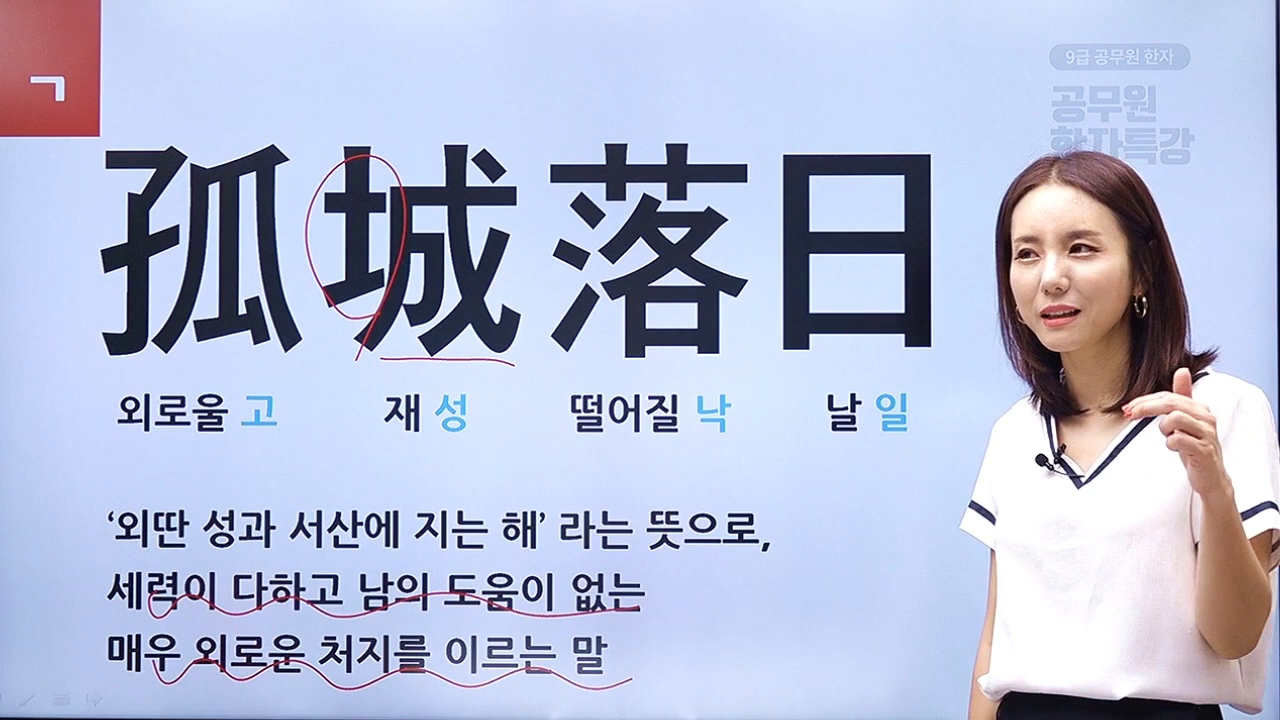 ㄱ
9급 공무원 한자
공무원
한자특강
孤城落日
외로울 고 재 성 떨어질 낙 날 일
‘외딴 성과 서산에 지는 해’ 라는 뜻으로,
세력이 다하고 남의 도움이 없는
매우 외로운 처지를 이르는 말